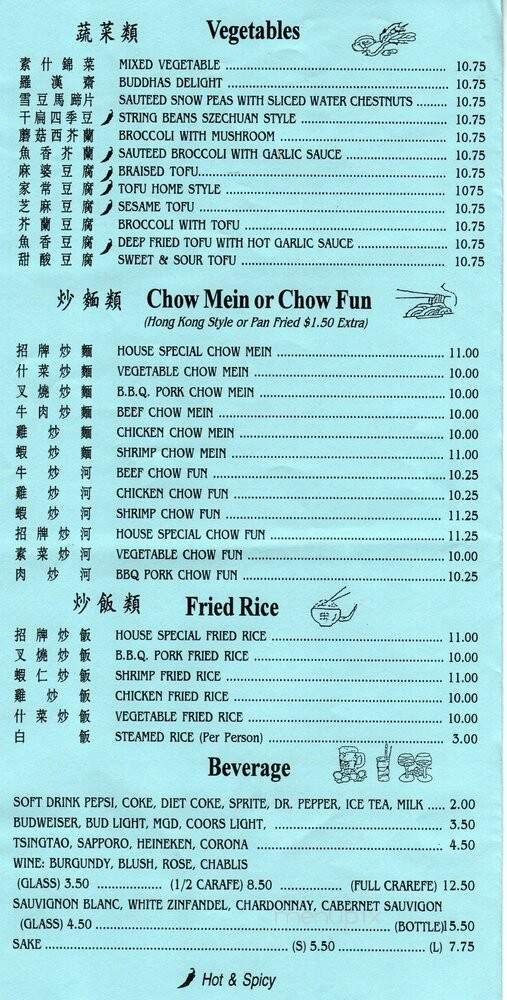 蔬菜類 Vegetables
素什錦菜 MIXED VEGETABLE 10.75
羅漢齋 BUDDHAS DELIGHT 10.75
雪豆馬蹄片 SAUTEED SNOW PEAS WITH SLICED WATER CHESTNUTS 10.75
干扁四季豆 STRING BEANS SZECHUAN STYLE 10.75
蘑菇西芥蘭 BROCCOLI WITH MUSHROOM 10.75
魚香芥蘭 SAUTEED BROCCOLI WITH GARLIC SAUCE 10.75
麻婆豆腐 BRAISED TOFU 10.75
家常豆腐 TOFU HOME STYLE 1075
芝麻豆腐 SESAME TOFU 10.75
芥蘭豆腐 BROCCOLI WITH TOFU 10.75
魚香豆腐 DEEP FRIED TOFU WITH HOT GARLIC SAUCE 10.75
甜酸豆腐 SWEET & SOUR TOFU 10.75
炒麵類 Chow Mein or Chow Fun
(Hong Kong Style or Pan Fried $1.50 Extra)
招牌炒麵 HOUSE SPECIAL CHOW MEIN 11.00
什菜炒麵 VEGETABLE CHOW MEIN 10.00
叉燒炒麵 B.B.Q. PORK CHOW MEIN 10.00
牛肉炒麵 BEEF CHOW MEIN 10.00
雞炒麵 CHICKEN CHOW MEIN 10.00
蝦炒麵 SHRIMP CHOW MEIN 11.00
牛炒河 BEEF CHOW FUN 10.25
雞炒河 CHICKEN CHOW FUN 10.25
蝦炒河 SHRIMP CHOW FUN 11.25
招牌炒河 HOUSE SPECIAL CHOW FUN 11.25
素菜炒河 VEGETABLE CHOW FUN 10.00
肉炒河 BBQ PORK CHOW FUN 10.25
炒飯類 Fried Rice
招牌炒飯 HOUSE SPECIAL FRIED RICE 11.00
叉燒炒飯 B.B.Q. PORK FRIED RICE 10.00
蝦仁炒飯 SHRIMP FRIED RICE 11.00
雞炒飯 CHICKEN FRIED RICE 10.00
什菜炒飯 VEGETABLE FRIED RICE 10.00
白飯 STEAMED RICE (Per Person) 3.00
Beverage
SOFT DRINK PEPSI, COKE, DIET COKE, SPRITE, DR. PEPPER, ICE TEA, MILK ..... 2.00
BUDWEISER, BUD LIGHT, MGD, COORS LIGHT, 3.50
TSINGTAO, SAPPORO, HEINEKEN, CORONA 4.50
WINE: BURGUNDY, BLUSH, ROSE, CHABLIS
(GLASS) 3.50 (1/2 CARAFE) 8.50 (FULL CRAREFE) 12.50
SAUVIGNON BLANC, WHITE ZINFANDEL, CHARDONNAY, CABERNET SAUVIGON
(GLASS) 4.50 (BOTTLE)15.50
SAKE (S) 5.50 (L) 7.75
Hot & Spicy